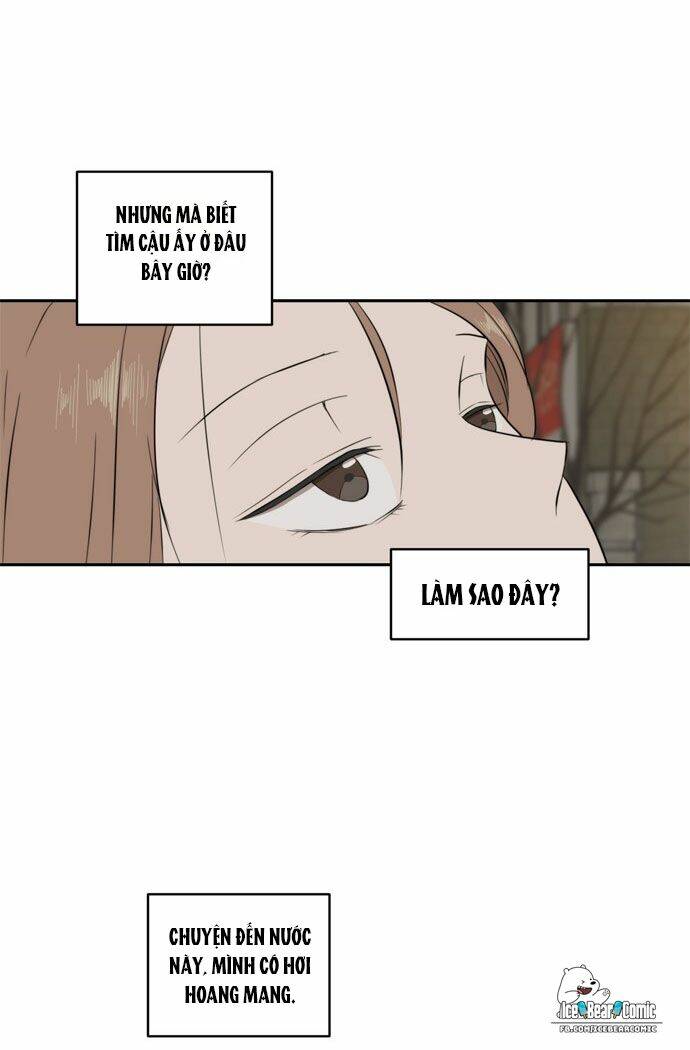 NHƯNG MÀ BIẾT
TÌM CẬU ẤY Ở ĐÂU
BÂY GIỜ?
LÀM SAO ĐÂY?
CHUYỆN ĐẾN NƯỚC
NÀY, MÌNH CÓ HƠI
HOANG MANG.
Ice Bear Comic
FB.COM/ICEBEARCOMIC